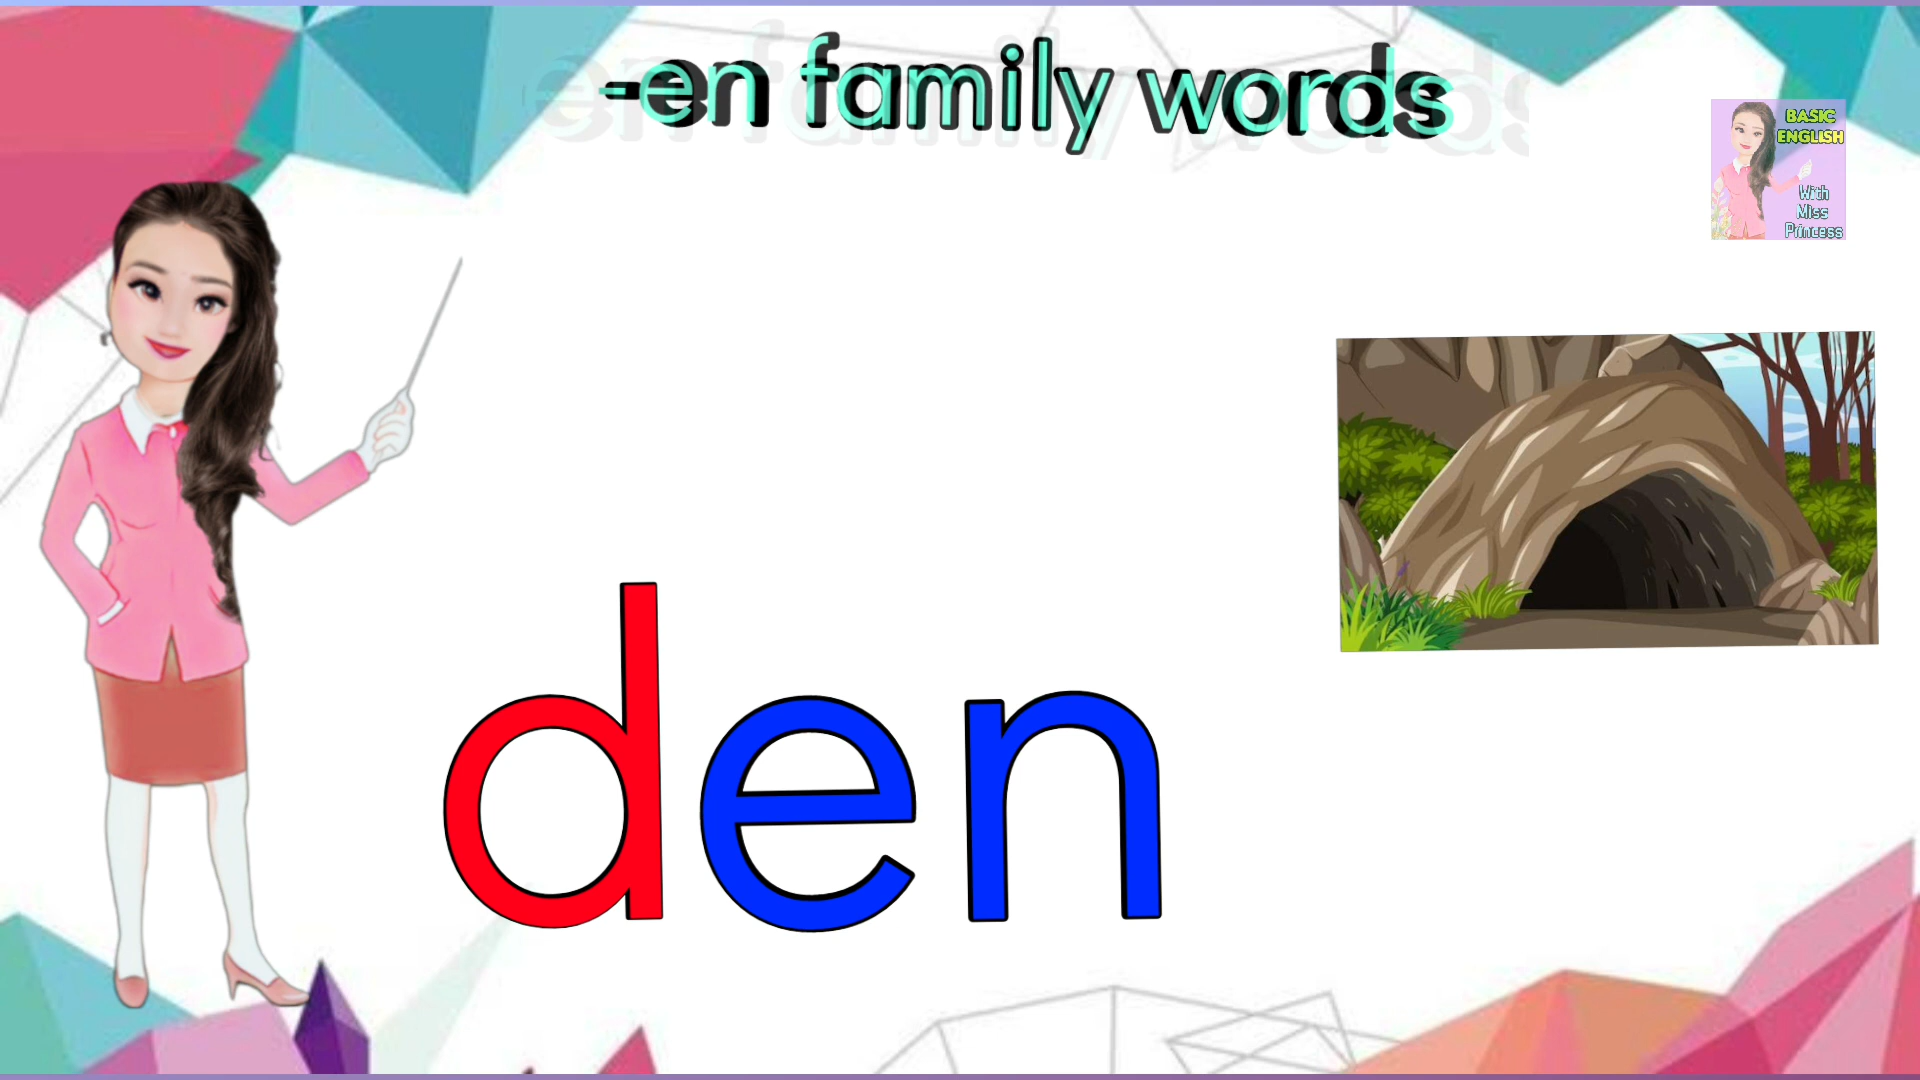 -en family words
BASIC
ENGLISH
With
Miss
Princess
den